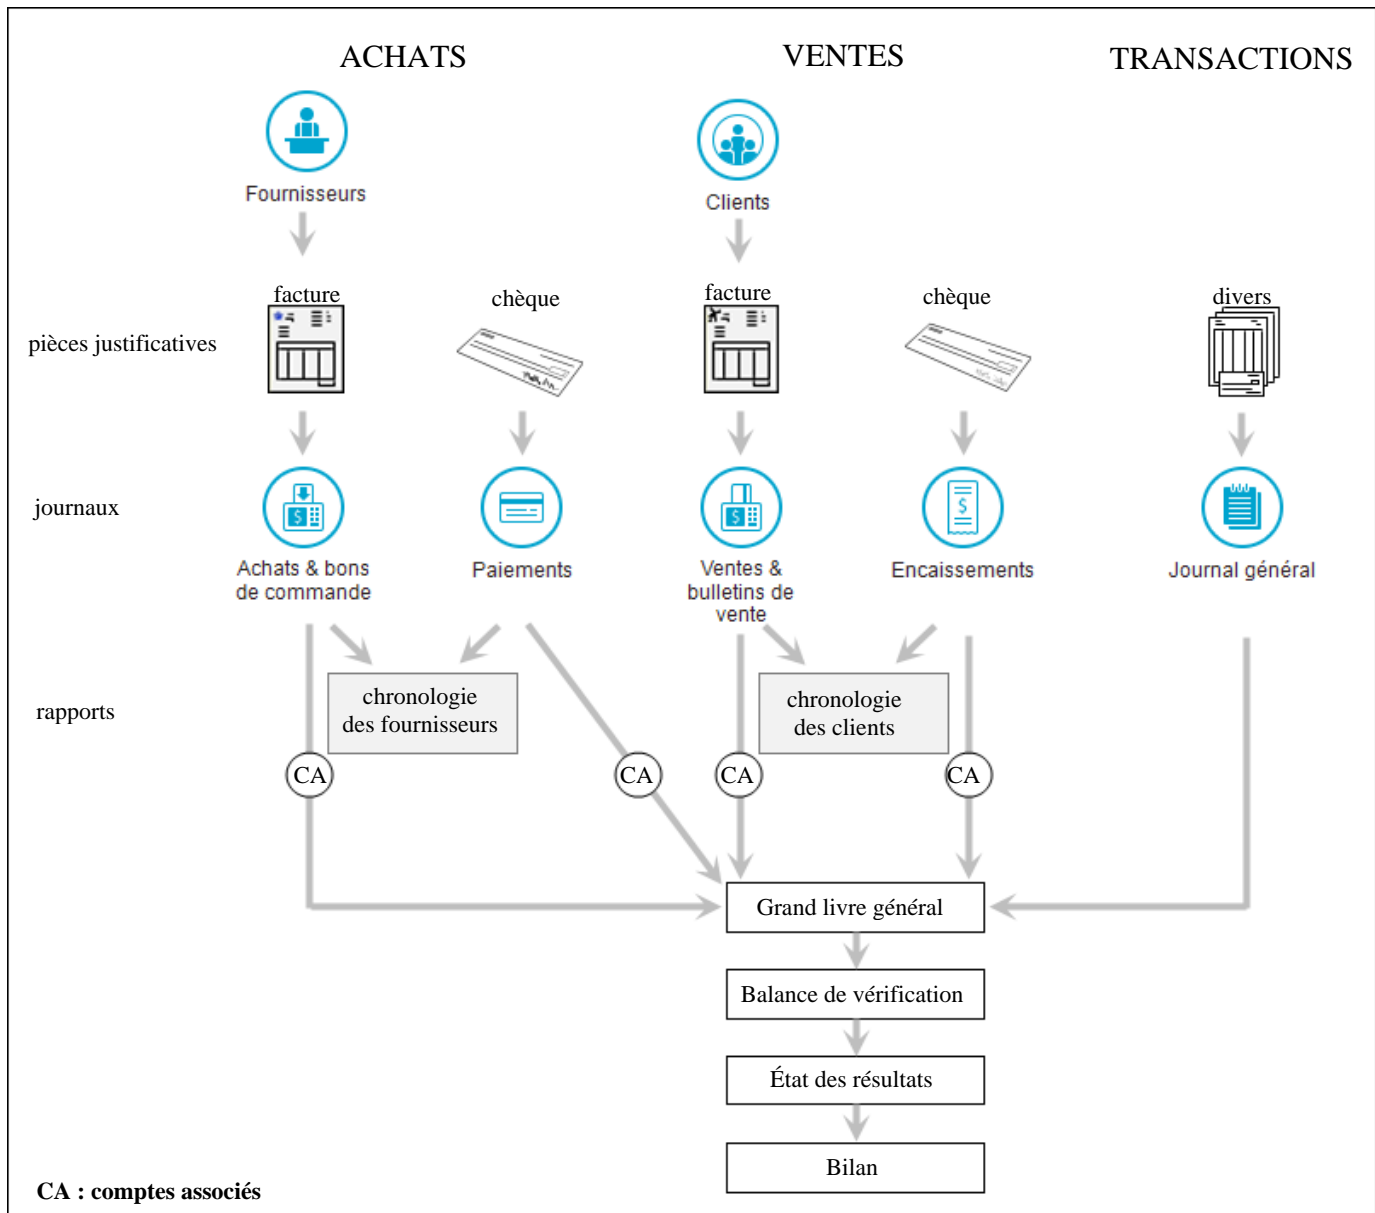 ACHATS
VENTES
TRANSACTIONS
Fournisseurs
Clients
facture
chèque
facture
chèque
divers
pièces justificatives
journaux
Achats & bons
de commande
Paiements
Ventes &
bulletins de
vente
Encaissements
Journal général
rapports
chronologie
des fournisseurs
chronologie
des clients
CA
CA
CA
CA
Grand livre général
Balance de vérification
État des résultats
Bilan
CA : comptes associés